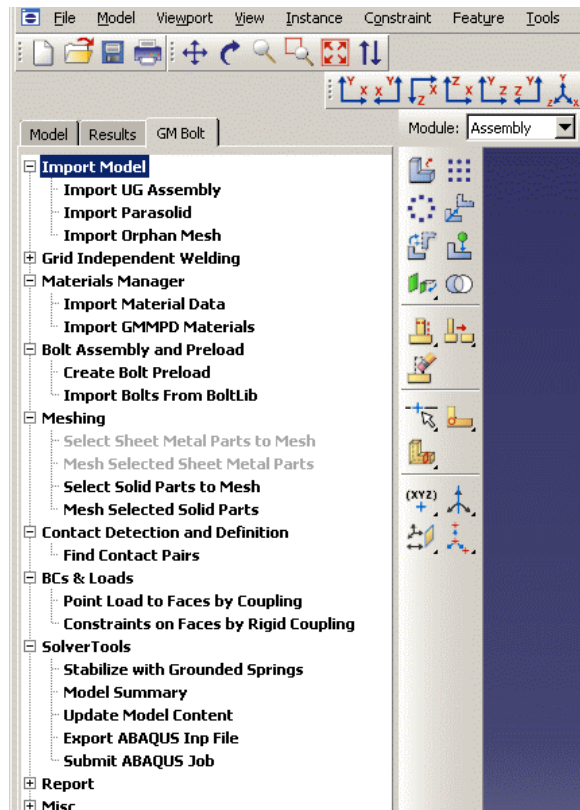 File Model Viewport View Instance Constraint Feature Tools
Y x x Y z x z x Y z z Y Y z x
Model Results GM Bolt Module: Assembly
Import Model
Import UG Assembly
Import Parasolid
Import Orphan Mesh
Grid Independent Welding
Materials Manager
Import Material Data
Import GMMPD Materials
Bolt Assembly and Preload
Create Bolt Preload
Import Bolts From BoltLib
Meshing
Select Sheet Metal Parts to Mesh
Mesh Selected Sheet Metal Parts
Select Solid Parts to Mesh
Mesh Selected Solid Parts
(XYZ)
Contact Detection and Definition
Find Contact Pairs
BCs & Loads
Point Load to Faces by Coupling
Constraints on Faces by Rigid Coupling
SolverTools
Stabilize with Grounded Springs
Model Summary
Update Model Content
Export ABAQUS Inp File
Submit ABAQUS Job
Report
Misc